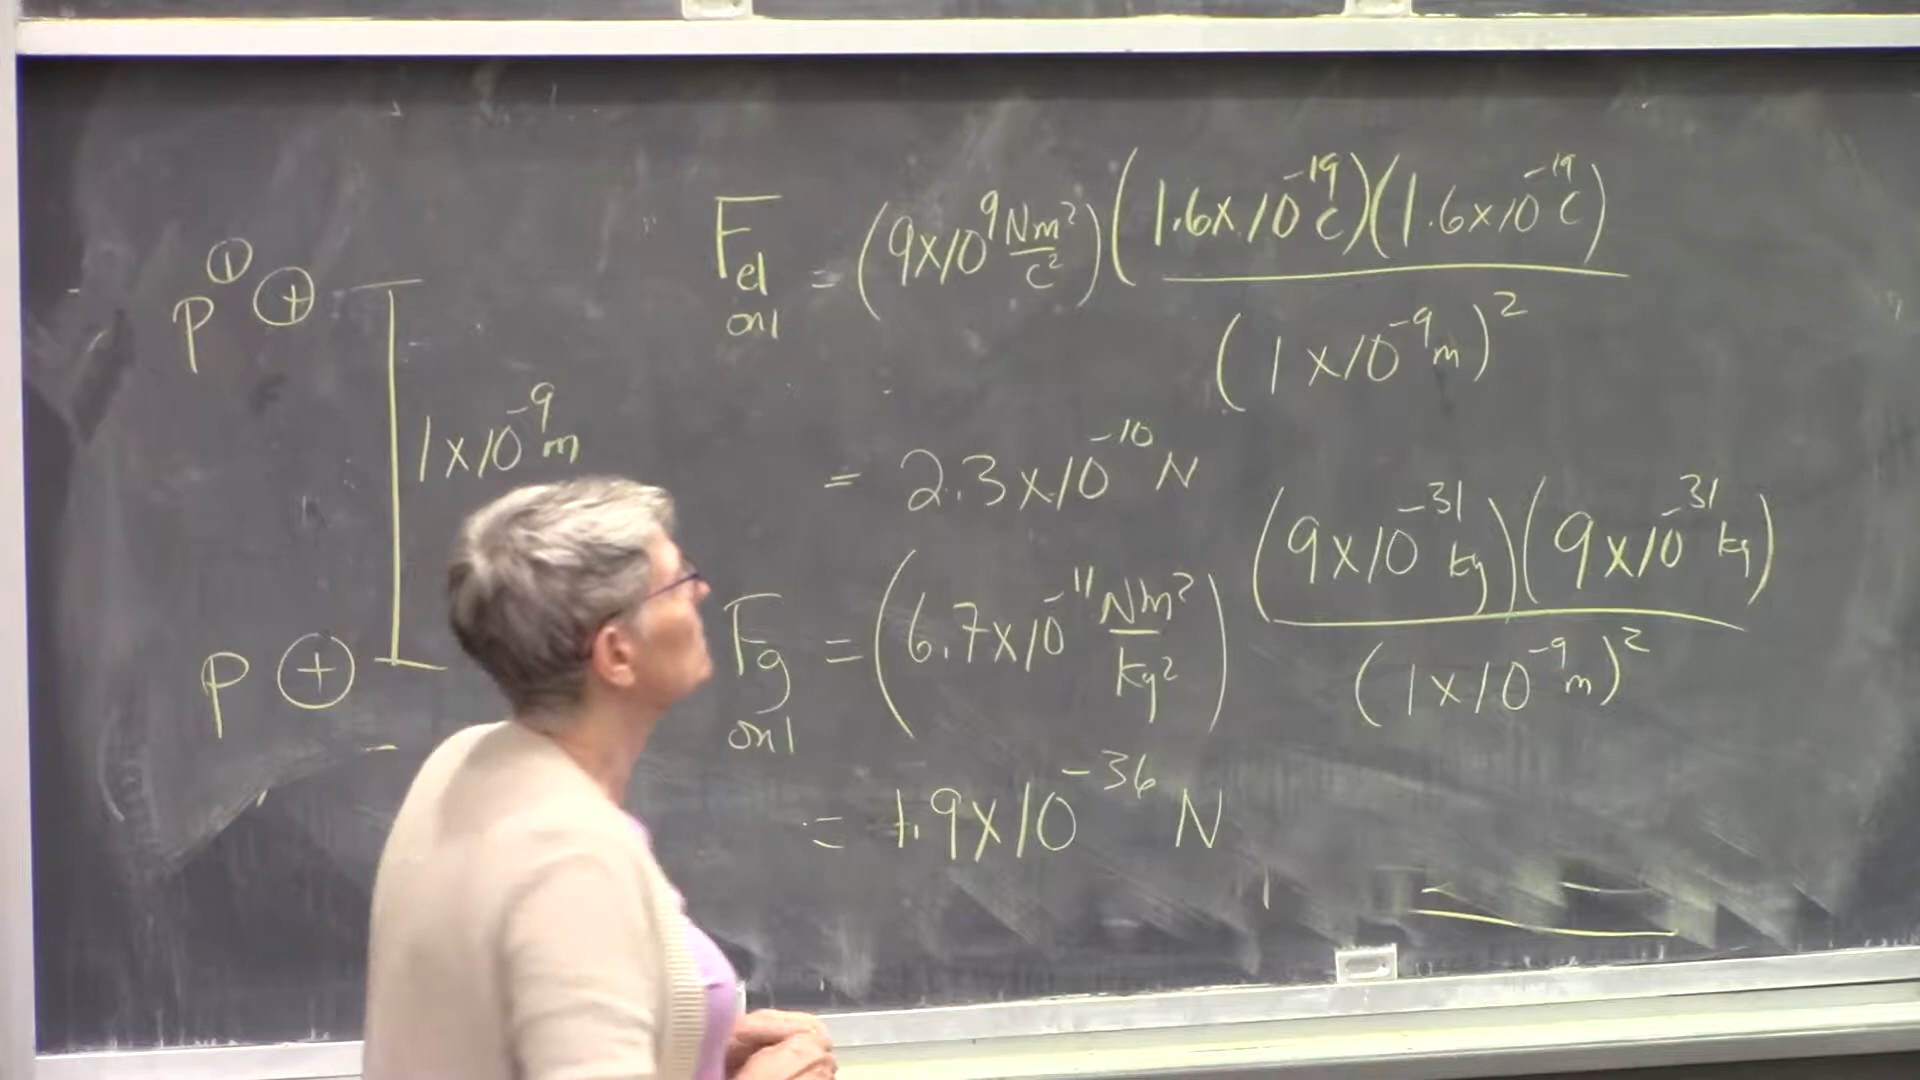 p ① ⊕
1 x 10⁻⁹ m
p ⊕
F el on 1 = (9 x 10⁹ Nm²/C²) (1.6 x 10⁻¹⁹ C)(1.6 x 10⁻¹⁹ C) / (1 x 10⁻⁹ m)²
= 2.3 x 10⁻¹⁰ N
F g on 1 = (6.7 x 10⁻¹¹ Nm²/kg²) (9 x 10⁻³¹ kg)(9 x 10⁻³¹ kg) / (1 x 10⁻⁹ m)²
= 1.9 x 10⁻³⁶ N